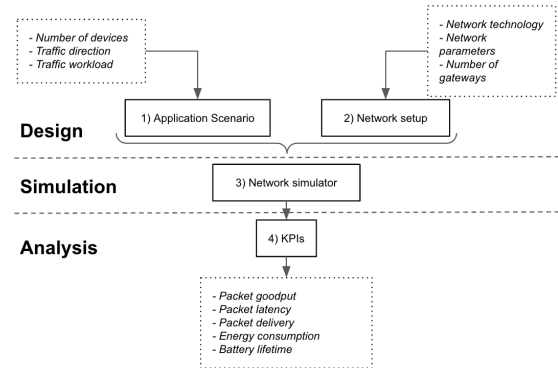 - Number of devices
- Traffic direction
- Traffic workload
- Network technology
- Network
parameters
- Number of
gateways
1) Application Scenario
2) Network setup
Design
3) Network simulator
Simulation
4) KPIs
Analysis
- Packet goodput
- Packet latency
- Packet delivery
- Energy consumption
- Battery lifetime